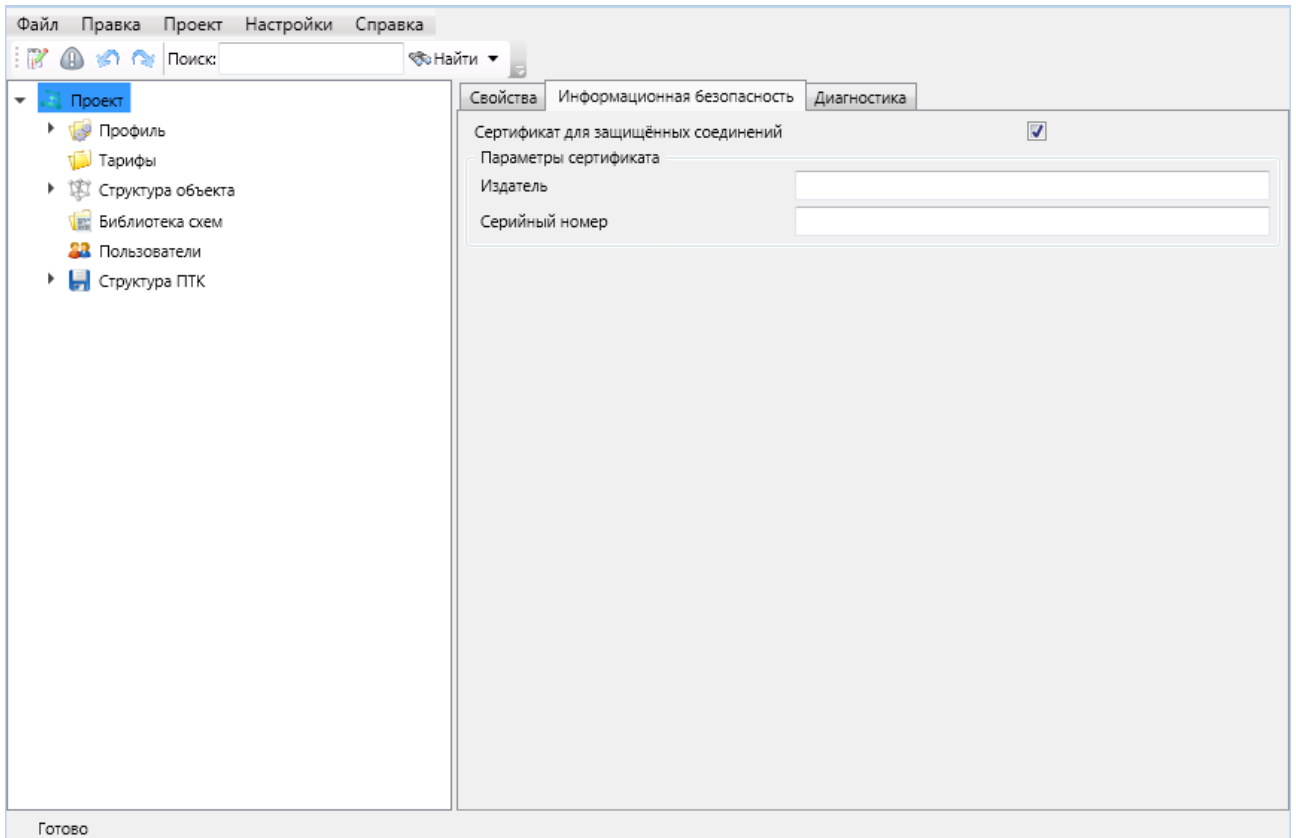 Файл Правка Проект Настройки Справка
Поиск: Найти
Проект
Профиль
Тарифы
Структура объекта
Библиотека схем
Пользователи
Структура ПТК
Свойства Информационная безопасность Диагностика
Сертификат для защищённых соединений
Параметры сертификата
Издатель
Серийный номер
Готово